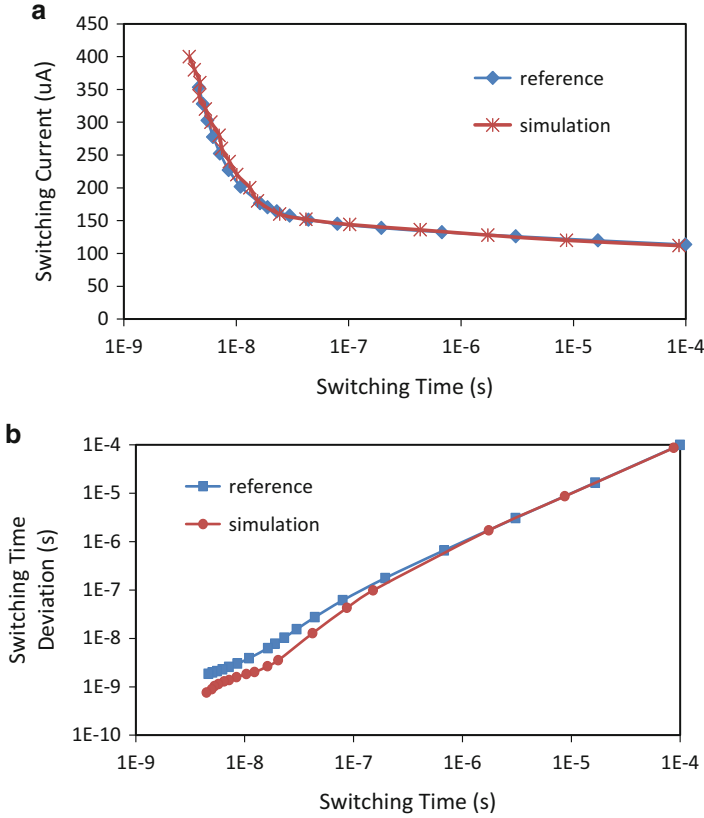 a
450
400
350
300
250
200
150
100
50
0
Switching Current (uA)
reference
simulation
1E-9
1E-8
1E-7
1E-6
1E-5
1E-4
Switching Time (s)
b
1E-4
1E-5
1E-6
1E-7
1E-8
1E-9
1E-10
Switching Time
Deviation (s)
reference
simulation
1E-9
1E-8
1E-7
1E-6
1E-5
1E-4
Switching Time (s)